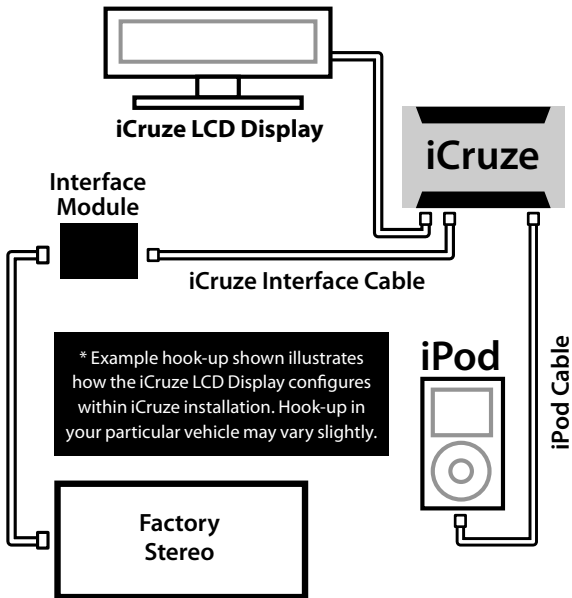 iCruze LCD Display
iCruze
Interface
Module
iCruze Interface Cable
* Example hook-up shown illustrates
how the iCruze LCD Display configures
within iCruze installation. Hook-up in
your particular vehicle may vary slightly.
iPod
iPod Cable
Factory
Stereo